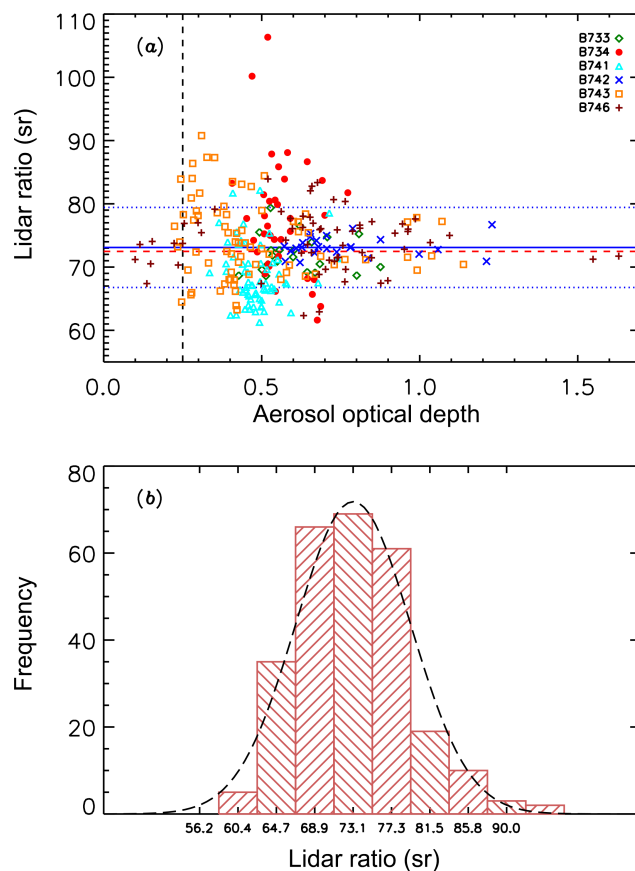 (a)
B733
B734
B741
B742
B743
B746
110
100
90
80
70
60
Lidar ratio (sr)
0.0 0.5 1.0 1.5
Aerosol optical depth
(b)
80
60
40
20
0
Frequency
56.2 60.4 64.7 68.9 73.1 77.3 81.5 85.8 90.0
Lidar ratio (sr)